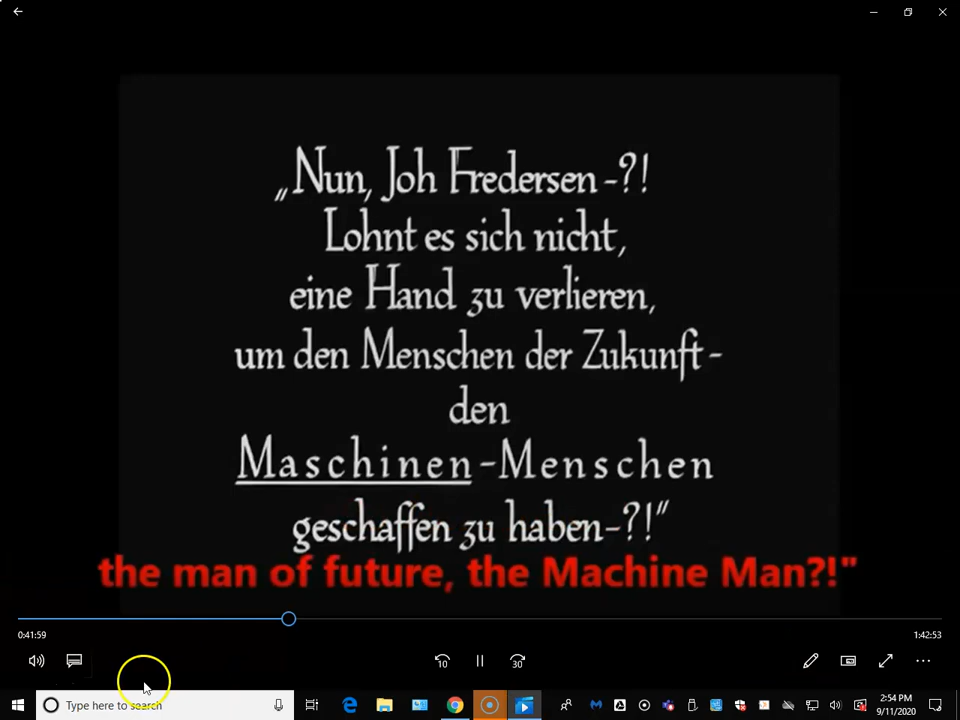 „Nun, Joh Fredersen-?!
Lohnt es sich nicht,
eine Hand zu verlieren,
um den Menschen der Zukunft-
den
Maschinen-Menschen
geschaffen zu haben-?!"
the man of future, the Machine Man?!"
0:41:59
1:42:53
10
30
Type here to search
2:54 PM
9/11/2020